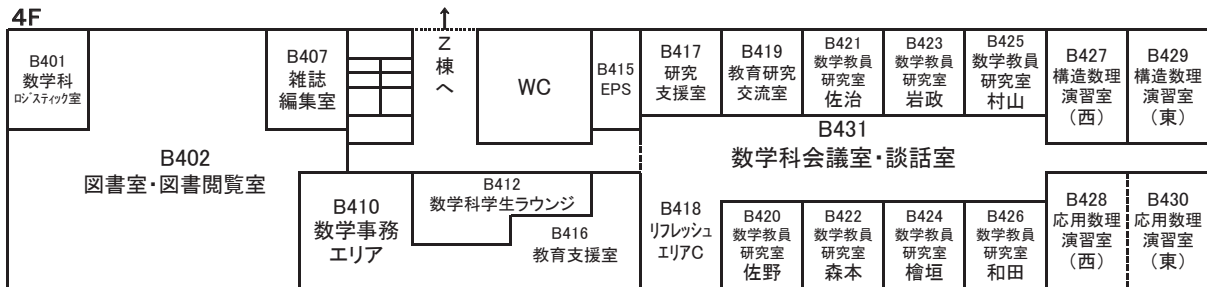 4F
B401
数学科
ロジスティック室
B402
図書室・図書閲覧室
B407
雑誌
編集室
Z
棟
へ
WC
B415
EPS
B417
研究
支援室
B419
教育研究
交流室
B421
数学教員
研究室
佐治
B423
数学教員
研究室
岩政
B425
数学教員
研究室
村山
B427
構造数理
演習室
（西）
B429
構造数理
演習室
（東）
B431
数学科会議室・談話室
B410
数学事務
エリア
B412
数学科学生ラウンジ
B416
教育支援室
B418
リフレッシュ
エリアC
B420
数学教員
研究室
佐野
B422
数学教員
研究室
森本
B424
数学教員
研究室
檜垣
B426
数学教員
研究室
和田
B428
応用数理
演習室
（西）
B430
応用数理
演習室
（東）